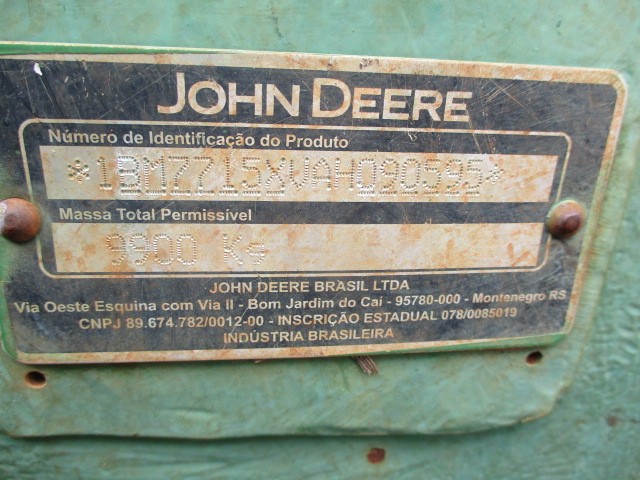 JOHN DEERE
Número de Identificação do Produto
*1BMZZ15XVAH090595*
Massa Total Permissível
9900 Kg
JOHN DEERE BRASIL LTDA
Via Oeste Esquina com Via II - Bom Jardim do Caí - 95780-000 - Montenegro RS
CNPJ 89.674.782/0012-00 - INSCRIÇÃO ESTADUAL 078/0085019
INDÚSTRIA BRASILEIRA